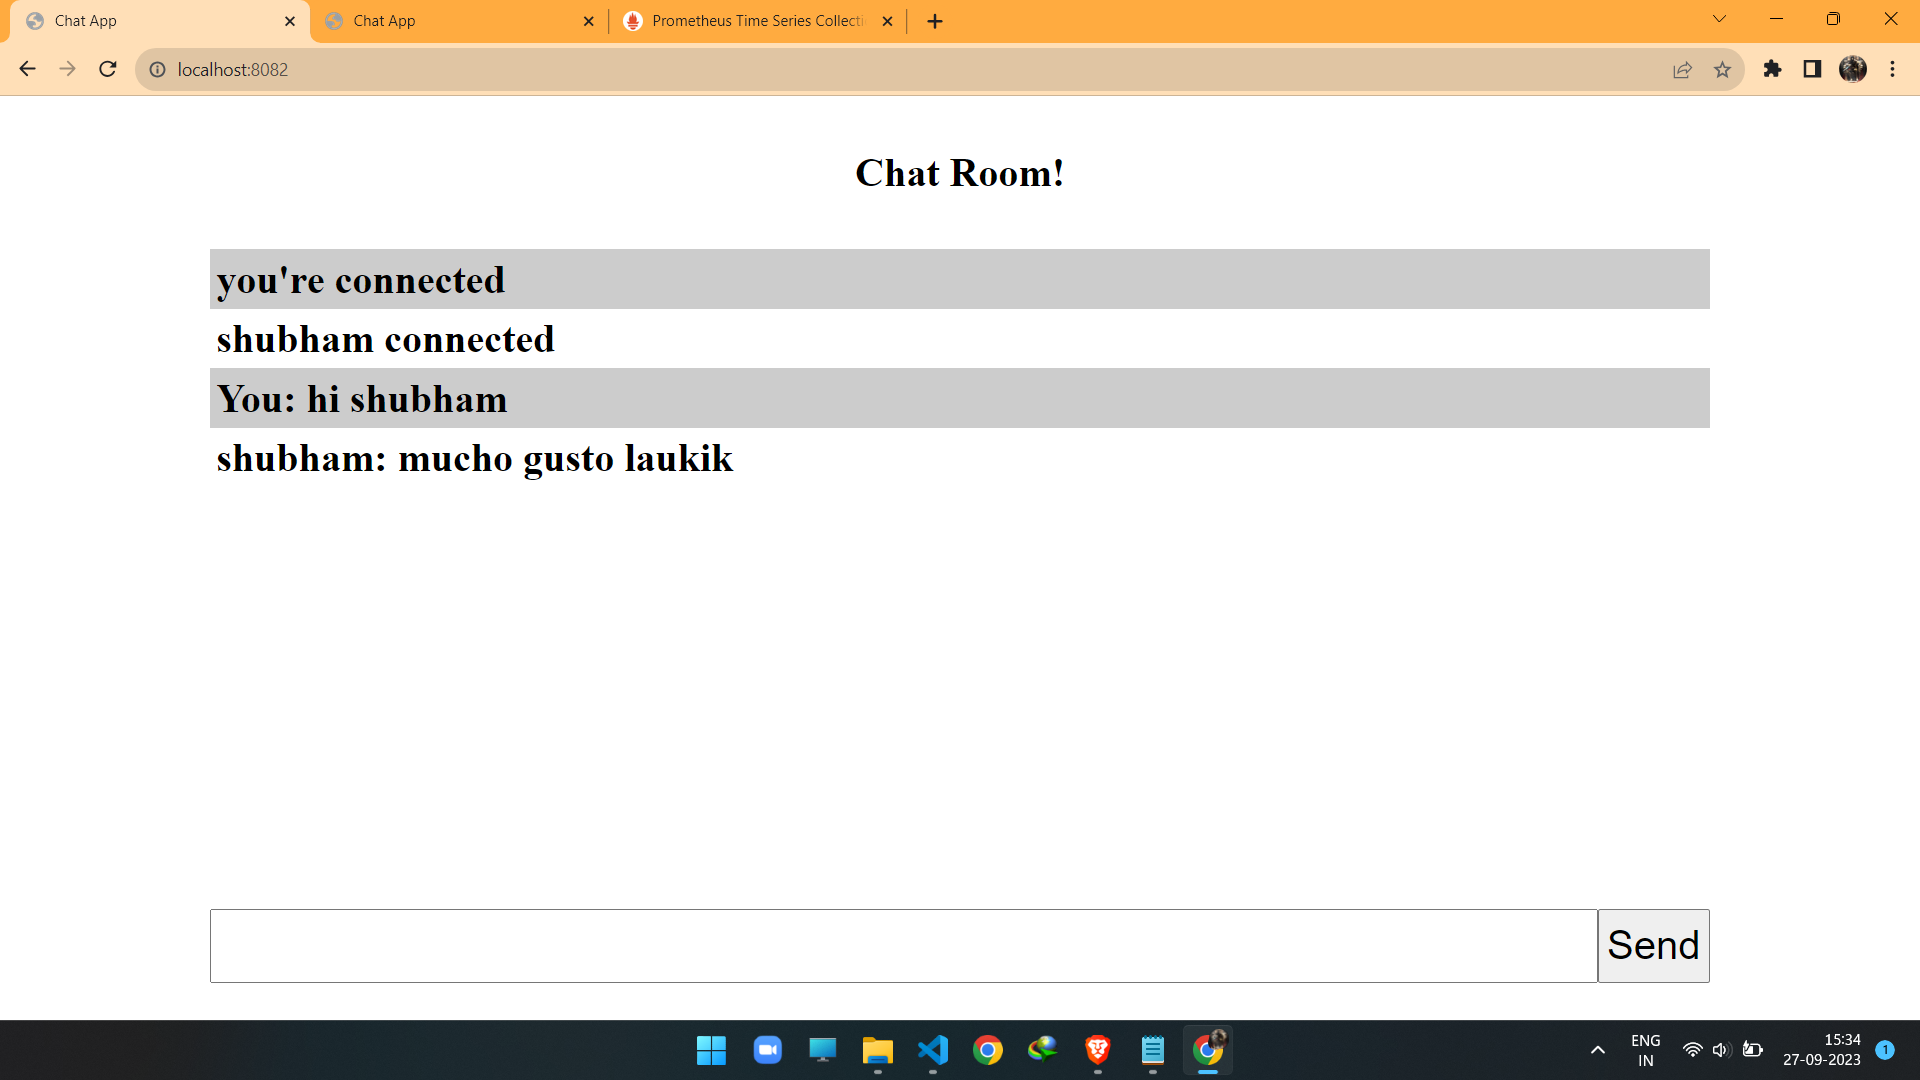 Chat App
Chat App
Prometheus Time Series Collecti
localhost:8082
Chat Room!
you're connected
shubham connected
You: hi shubham
shubham: mucho gusto laukik
Send
ENG
IN
15:34
27-09-2023
1